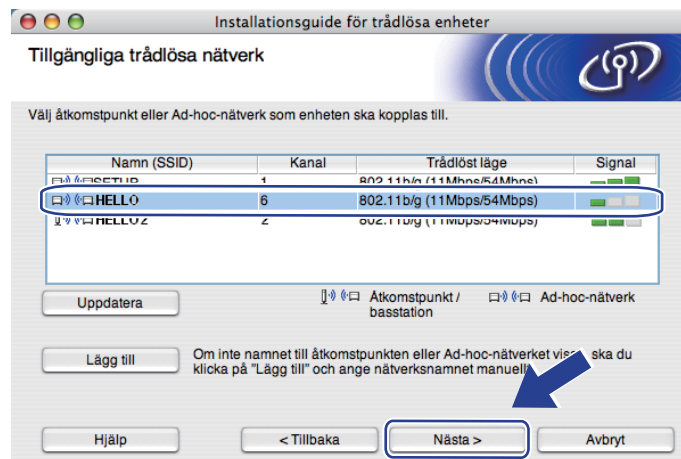 Installationsguide för trådlösa enheter
Tillgängliga trådlösa nätverk
Välj åtkomstpunkt eller Ad-hoc-nätverk som enheten ska kopplas till.
Namn (SSID) Kanal Trådlöst läge Signal
SETUP 1 802.11b/g (11Mbps/54Mbps)
HELLO 6 802.11b/g (11Mbps/54Mbps)
HELLO2 2 802.11b/g (11Mbps/54Mbps)
Uppdatera
Åtkomstpunkt / basstation
Ad-hoc-nätverk
Lägg till
Om inte namnet till åtkomstpunkten eller Ad-hoc-nätverket ska du
klicka på "Lägg till" och ange nätverksnamnet
Hjälp < Tillbaka Nästa > Avbryt